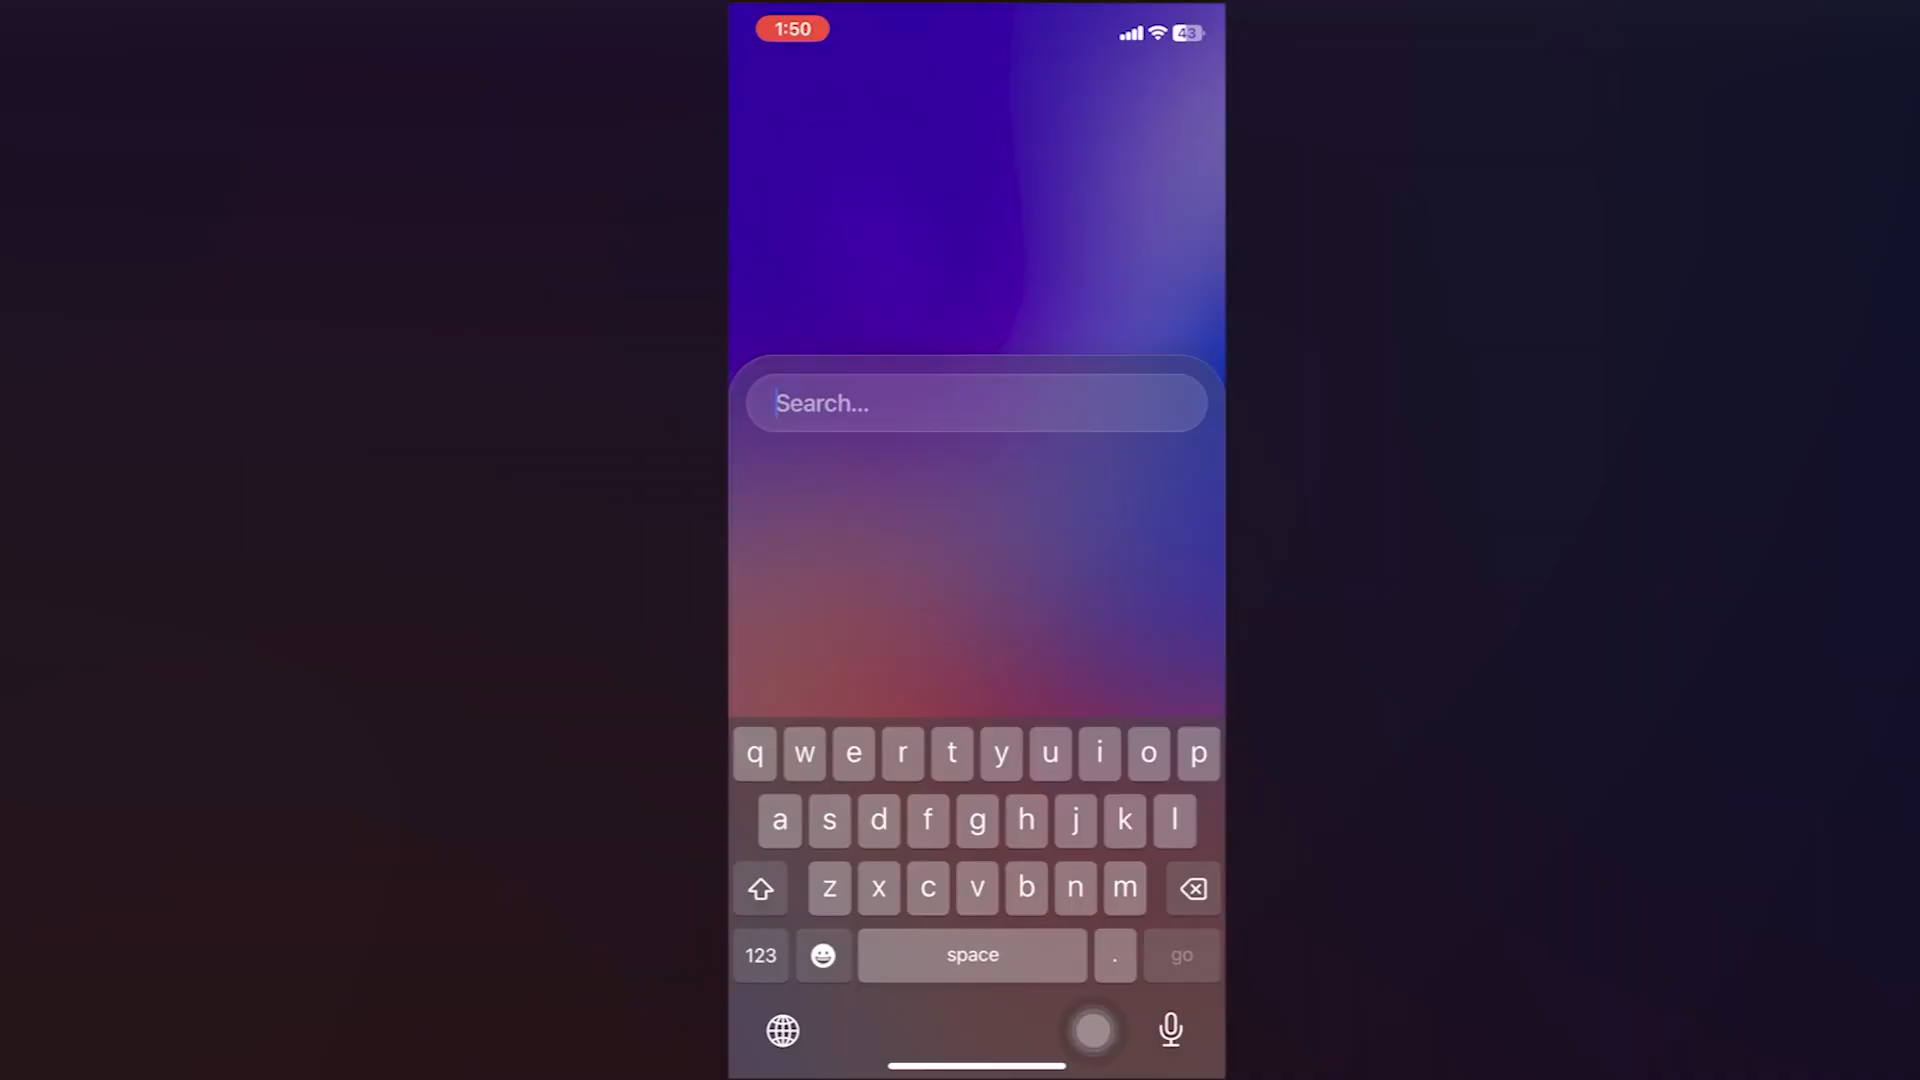 1:50
43
Search...
q w e r t y u i o p
a s d f g h j k l
z x c v b n m
123 space . go